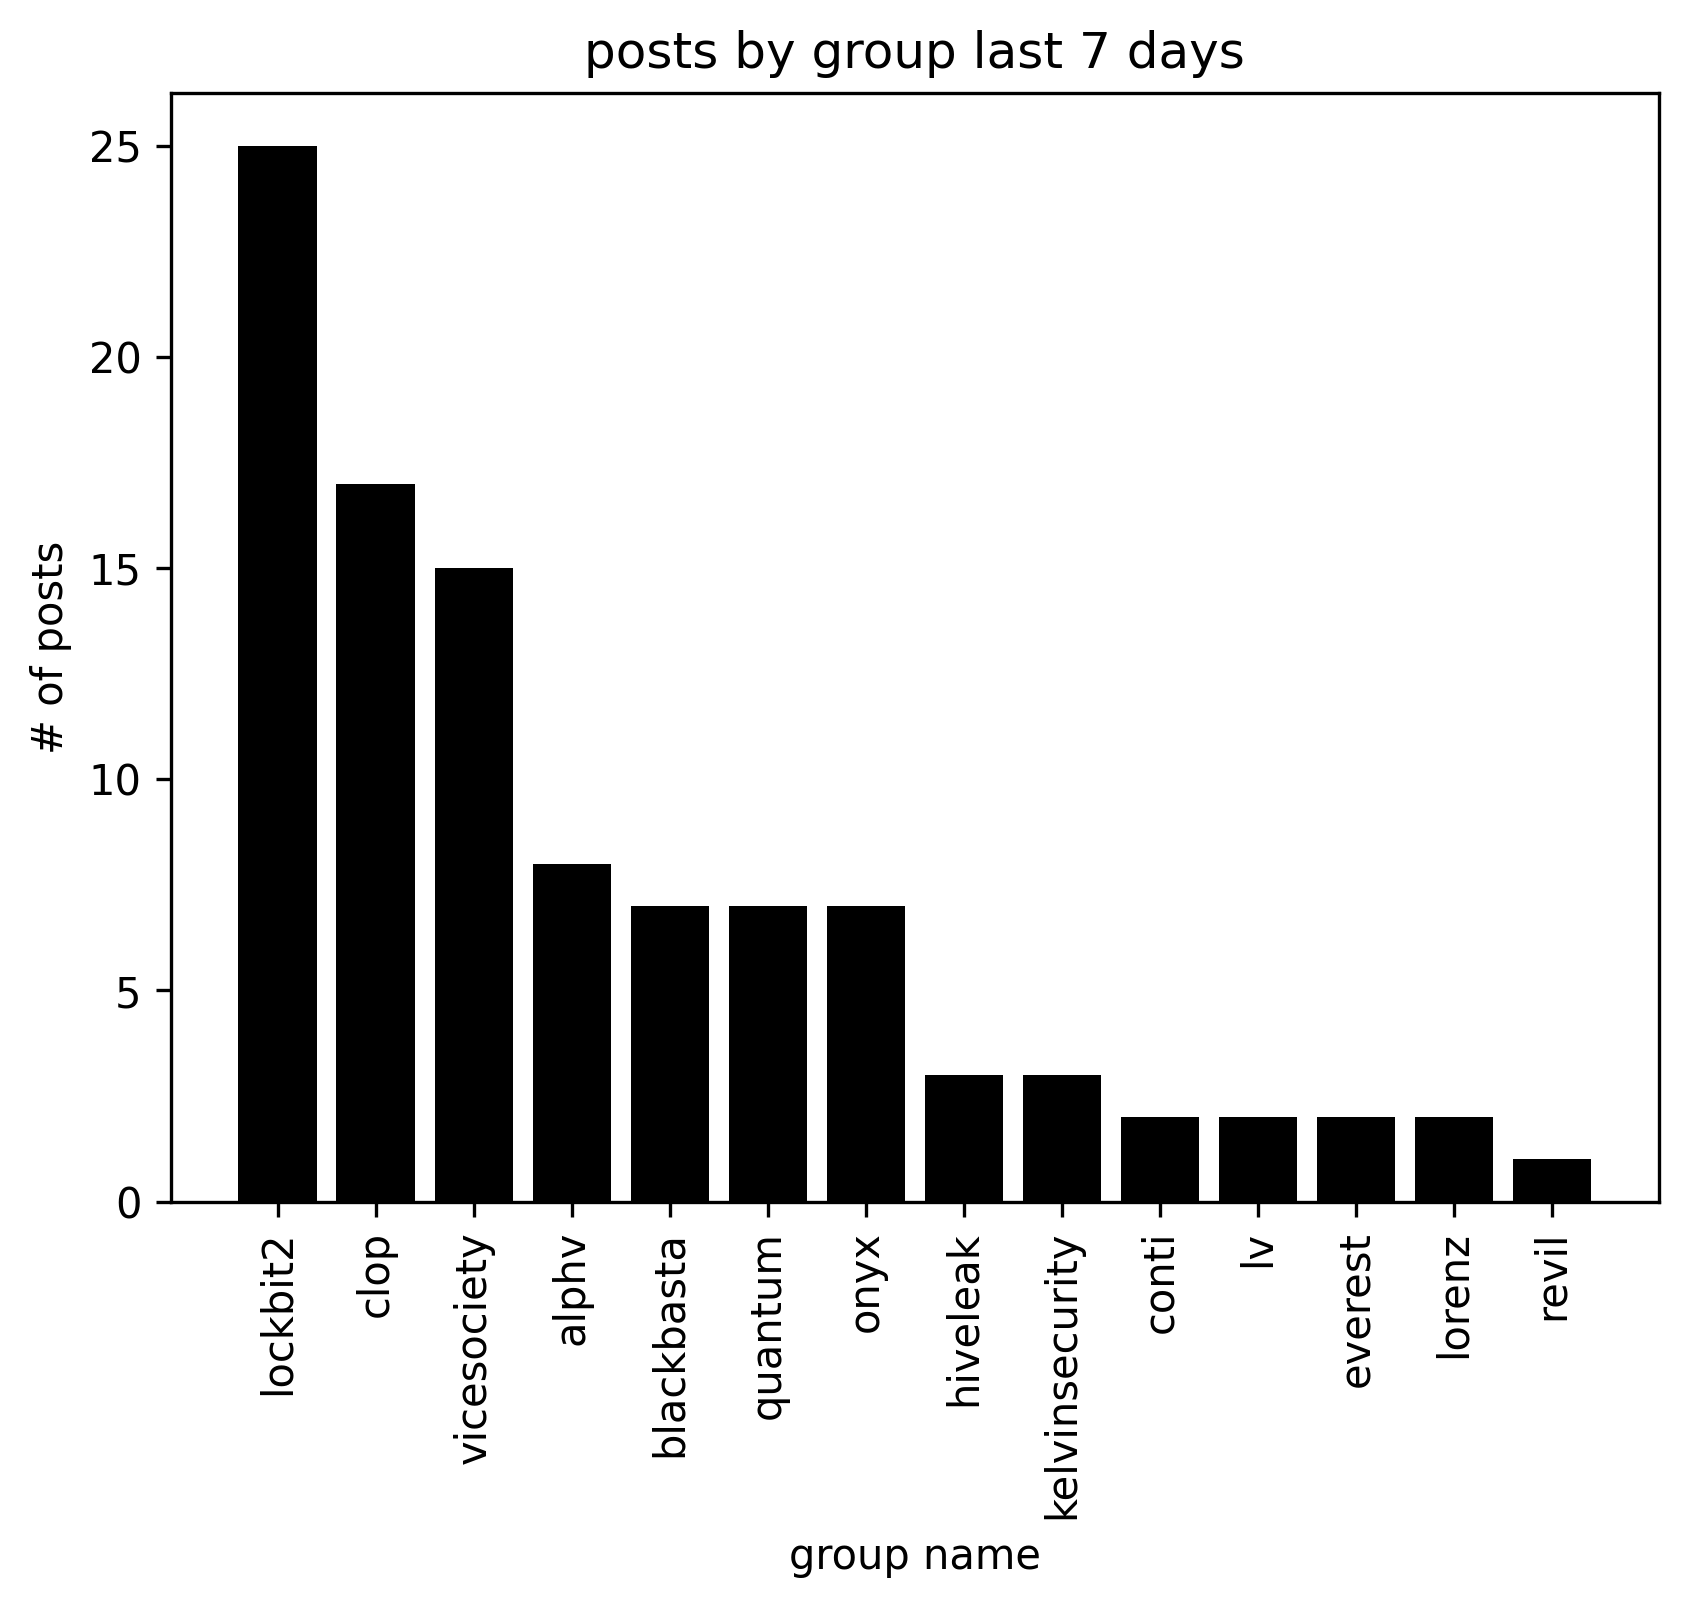 posts by group last 7 days
25
20
15
10
5
0
# of posts
lockbit2
clop
vicesociety
alphv
blackbasta
quantum
onyx
hiveleak
kelvinsecurity
conti
lv
everest
lorenz
revil
group name